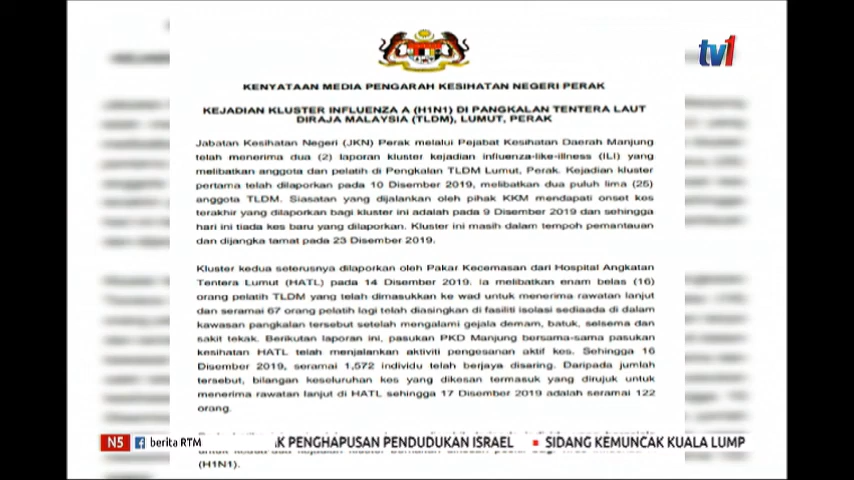 tv1
KENYATAAN MEDIA PENGARAH KESIHATAN NEGERI PERAK
KEJADIAN KLUSTER INFLUENZA A (H1N1) DI PANGKALAN TENTERA LAUT
DIRAJA MALAYSIA (TLDM), LUMUT, PERAK
Jabatan Kesihatan Negeri (JKN) Perak melalui Pejabat Kesihatan Daerah Manjung
telah menerima dua (2) laporan kluster kejadian influenza-like-illness (ILI) yang
melibatkan anggota dan pelatih di Pengkalan TLDM Lumut, Perak. Kejadian kluster
pertama telah dilaporkan pada 10 Disember 2019, melibatkan dua puluh lima (25)
anggota TLDM. Siasatan yang dijalankan oleh pihak KKM mendapati onset kes
terakhir yang dilaporkan bagi kluster ini adalah pada 9 Disember 2019 dan sehingga
hari ini tiada kes baru yang dilaporkan. Kluster ini masih dalam tempoh pemantauan
dan dijangka tamat pada 23 Disember 2019.
Kluster kedua seterusnya dilaporkan oleh Pakar Kecemasan dari Hospital Angkatan
Tentera Lumut (HATL) pada 14 Disember 2019. Ia melibatkan enam belas (16)
orang pelatih TLDM yang telah dimasukkan ke wad untuk menerima rawatan lanjut
dan seramai 67 orang pelatih lagi telah diasingkan di fasiliti isolasi sediaada di dalam
kawasan pangkalan tersebut setelah mengalami gejala demam, batuk, selsema dan
sakit tekak. Berikutan laporan ini, pasukan PKD Manjung bersama-sama pasukan
kesihatan HATL telah menjalankan aktiviti pengesanan aktif kes. Sehingga 16
Disember 2019, seramai 1,572 individu telah berjaya disaring. Daripada jumlah
tersebut, bilangan keseluruhan kes yang dikesan termasuk yang dirujuk untuk
menerima rawatan lanjut di HATL sehingga 17 Disember 2019 adalah seramai 122
orang.
N5 berita RTM AK PENGHAPUSAN PENDUDUKAN ISRAEL SIDANG KEMUNCAK KUALA LUMP
(H1N1).